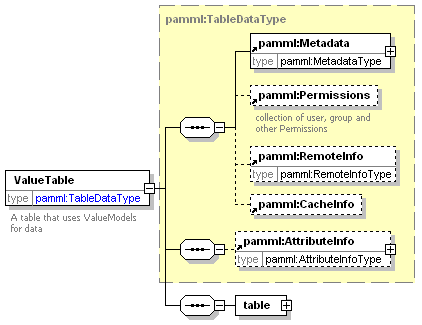 pamml:TableDataType
pamml:Metadata
type pamml:MetadataType
pamml:Permissions
collection of user, group and
other Permissions
pamml:RemoteInfo
type pamml:RemoteInfoType
pamml:CacheInfo
ValueTable
type pamml:TableDataType
A table that uses ValueModels
for data
pamml:AttributeInfo
type pamml:AttributeInfoType
table